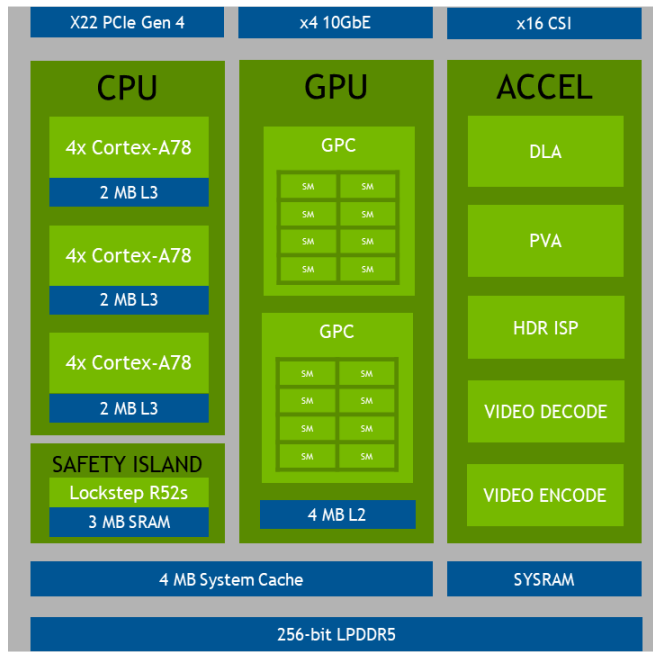 X22 PCIe Gen 4
x4 10GbE
x16 CSI
CPU
4x Cortex-A78
2 MB L3
4x Cortex-A78
2 MB L3
4x Cortex-A78
2 MB L3
SAFETY ISLAND
Lockstep R52s
3 MB SRAM
GPU
GPC
SM SM
SM SM
SM SM
SM SM
GPC
SM SM
SM SM
SM SM
SM SM
4 MB L2
ACCEL
DLA
PVA
HDR ISP
VIDEO DECODE
VIDEO ENCODE
4 MB System Cache
SYSRAM
256-bit LPDDR5